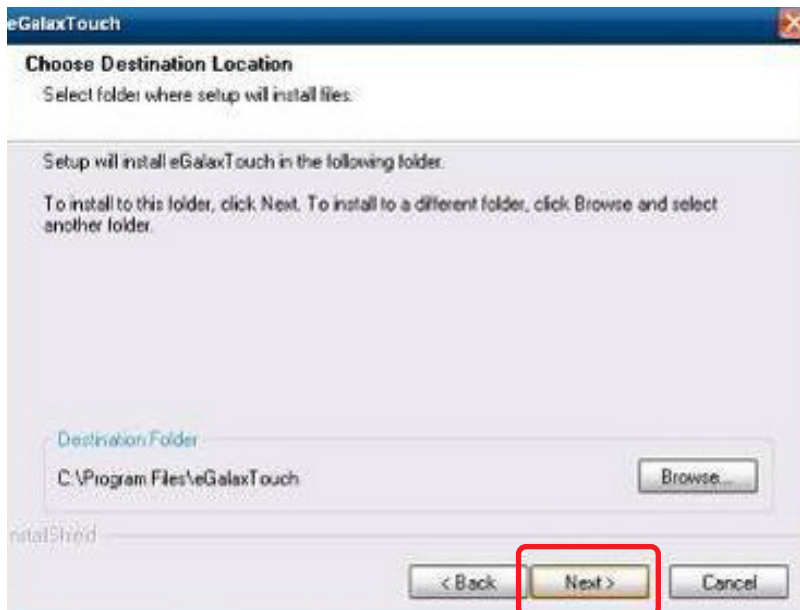 eGalaxTouch
Choose Destination Location
Select folder where setup will install files.
Setup will install eGalaxTouch in the following folder.
To install to this folder, click Next. To install to a different folder, click Browse and select
another folder.
Destination Folder
C:\Program Files\eGalaxTouch
Browse...
nstallShield
< Back
Next >
Cancel